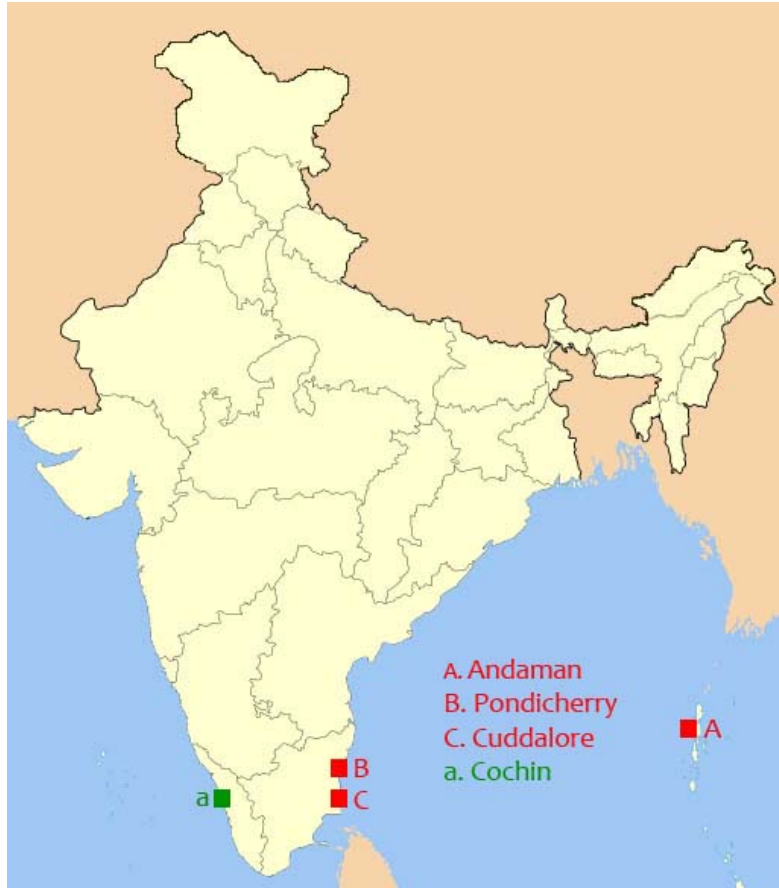 A. Andaman
B. Pondicherry
C. Cuddalore
a. Cochin
A
B
a
C